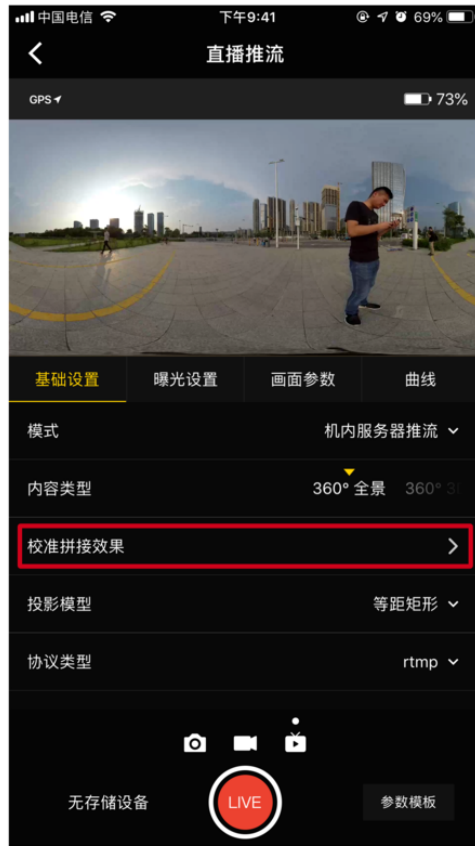 中国电信 下午9:41 69%
直播推流
GPS 73%
基础设置 曝光设置 画面参数 曲线
模式 机内服务器推流
内容类型 360° 全景 360°
校准拼接效果
投影模型 等距矩形
协议类型 rtmp
无存储设备 LIVE 参数模板